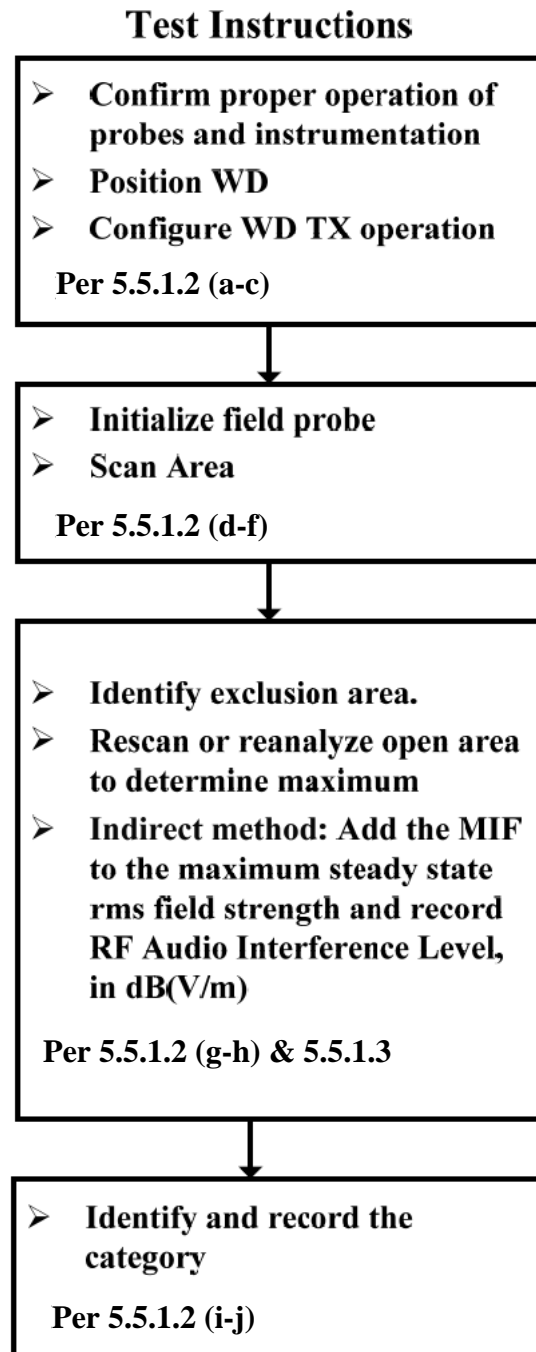 Test Instructions
➢ Confirm proper operation of
probes and instrumentation
➢ Position WD
➢ Configure WD TX operation
Per 5.5.1.2 (a-c)
➢ Initialize field probe
➢ Scan Area
Per 5.5.1.2 (d-f)
➢ Identify exclusion area.
➢ Rescan or reanalyze open area
to determine maximum
➢ Indirect method: Add the MIF
to the maximum steady state
rms field strength and record
RF Audio Interference Level,
in dB(V/m)
Per 5.5.1.2 (g-h) & 5.5.1.3
➢ Identify and record the
category
Per 5.5.1.2 (i-j)